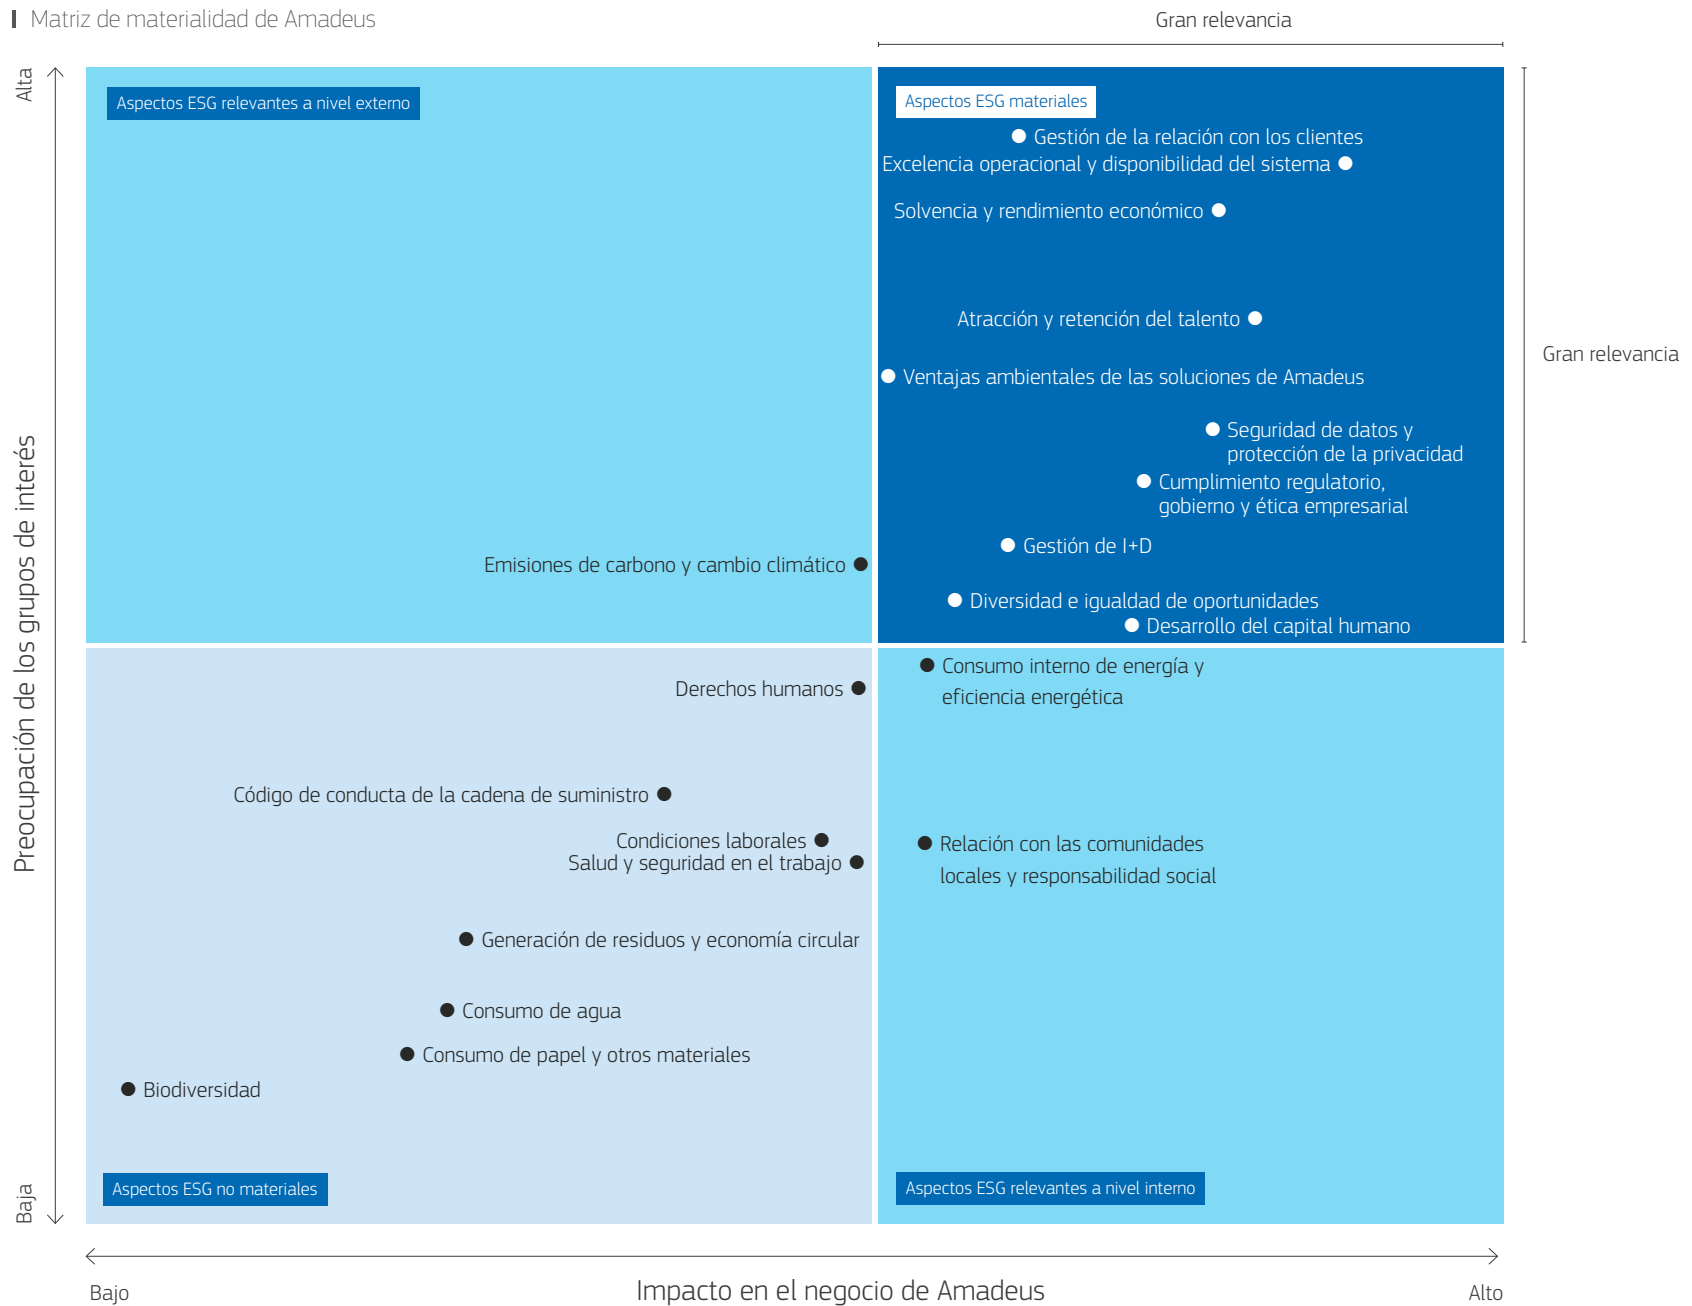 Matriz de materialidad de Amadeus
Gran relevancia
Alta
Aspectos ESG relevantes a nivel externo
Aspectos ESG materiales
Gestión de la relación con los clientes
Excelencia operacional y disponibilidad del sistema
Solvencia y rendimiento económico
Atracción y retención del talento
Gran relevancia
Ventajas ambientales de las soluciones de Amadeus
Seguridad de datos y
protección de la privacidad
Cumplimiento regulatorio,
gobierno y ética empresarial
Gestión de I+D
Emisiones de carbono y cambio climático
Diversidad e igualdad de oportunidades
Desarrollo del capital humano
Preocupación de los grupos de interés
Consumo interno de energía y
eficiencia energética
Derechos humanos
Código de conducta de la cadena de suministro
Condiciones laborales
Salud y seguridad en el trabajo
Relación con las comunidades
locales y responsabilidad social
Generación de residuos y economía circular
Consumo de agua
Consumo de papel y otros materiales
Biodiversidad
Baja
Aspectos ESG no materiales
Aspectos ESG relevantes a nivel interno
Bajo
Impacto en el negocio de Amadeus
Alto